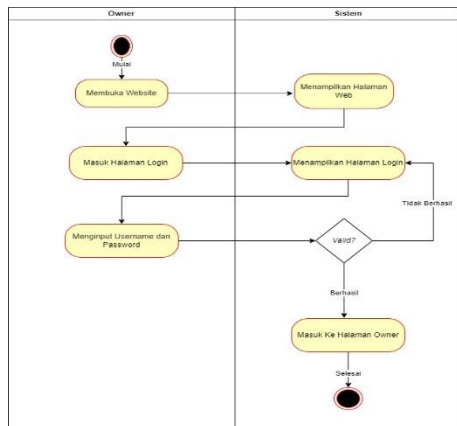 Owner
Sistem
Mulai
Membuka Website
Menampilkan Halaman
Web
Masuk Halaman Login
Menampilkan Halaman Login
Tidak Berhasil
Menginput Username dan
Password
Valid?
Berhasil
Masuk Ke Halaman Owner
Selesai